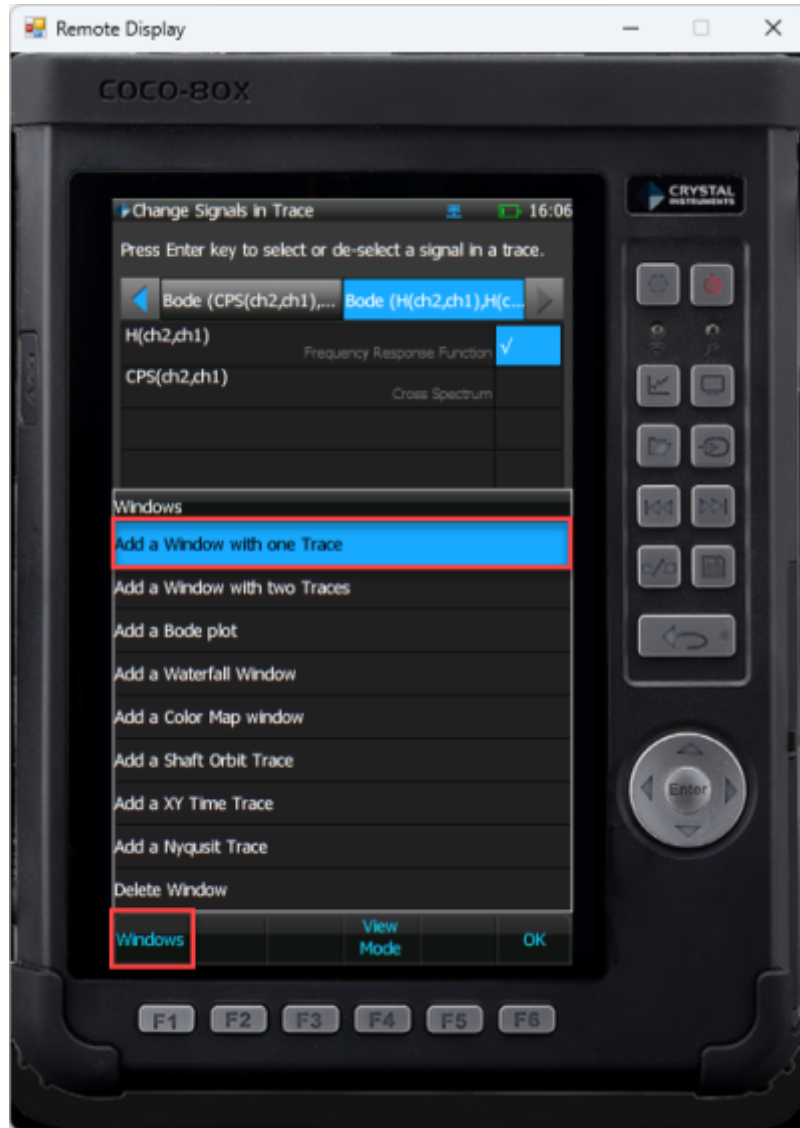 Remote Display
COCO-80X
CRYSTAL
INSTRUMENTS
Change Signals in Trace 16:06
Press Enter key to select or de-select a signal in a trace.
Bode (CPS(ch2,ch1),... Bode (H(ch2,ch1),H(c...
H(ch2,ch1)
Frequency Response Function √
CPS(ch2,ch1)
Cross Spectrum
Windows
Add a Window with one Trace
Add a Window with two Traces
Add a Bode plot
Add a Waterfall Window
Add a Color Map window
Add a Shaft Orbit Trace
Add a XY Time Trace
Add a Nyqusit Trace
Delete Window
Windows View Mode OK
Enter
F1 F2 F3 F4 F5 F6